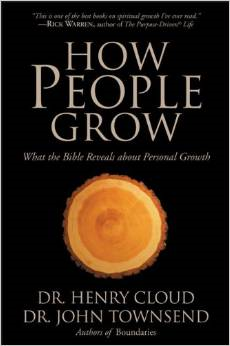 "This is one of the best books on spiritual growth I've ever read."
—RICK WARREN, author of The Purpose-Driven® Life
HOW
PEOPLE
GROW
What the Bible Reveals about Personal Growth
DR. HENRY CLOUD
DR. JOHN TOWNSEND
Authors of Boundaries